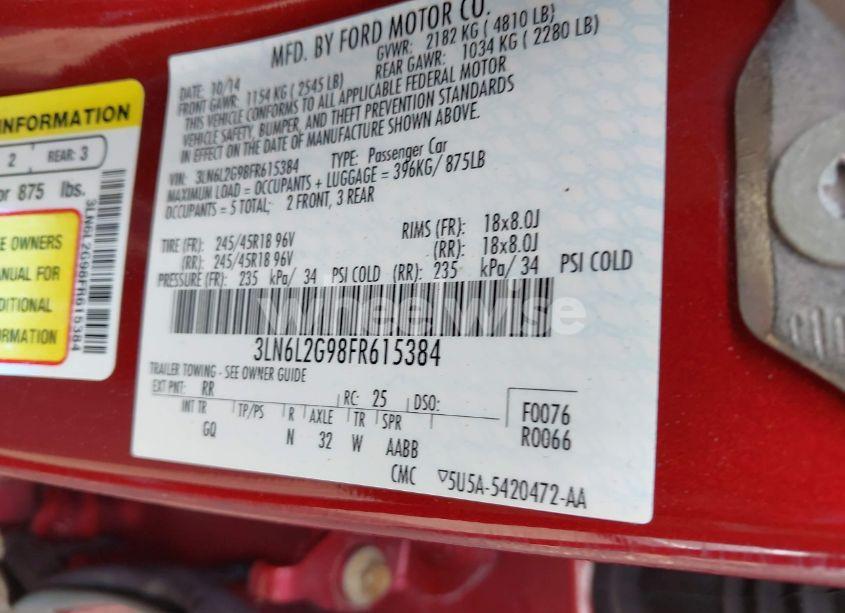 MFD. BY FORD MOTOR CO.
DATE: 10/14
GVWR: 2182 KG ( 4810 LB)
FRONT GAWR: 1154 KG ( 2545 LB)
REAR GAWR: 1034 KG ( 2280 LB)
THIS VEHICLE CONFORMS TO ALL APPLICABLE FEDERAL MOTOR
VEHICLE SAFETY, BUMPER, AND THEFT PREVENTION STANDARDS
IN EFFECT ON THE DATE OF MANUFACTURE SHOWN ABOVE.
VIN: 3LN6L2G98FR615384 TYPE: Passenger Car
MAXIMUM LOAD = OCCUPANTS + LUGGAGE = 396KG/ 875LB
OCCUPANTS = 5 TOTAL; 2 FRONT, 3 REAR
TIRE (FR): 245/45R18 96V RIMS (FR): 18x8.0J
(RR): 245/45R18 96V (RR): 18x8.0J
PRESSURE (FR): 235 kPa/ 34 PSI COLD (RR): 235 kPa/ 34 PSI COLD
wheelwise
3LN6L2G98FR615384
TRAILER TOWING - SEE OWNER GUIDE
EXT PNT: RR RC: 25 DSO:
INT TR TP/PS R AXLE TR SPR
GQ N 32 W AABB
F0076
R0066
CMC 5U5A-5420472-AA
INFORMATION
2 REAR: 3
or 875 lbs.
OWNERS
MANUAL FOR
3LN6L2G98FR615384